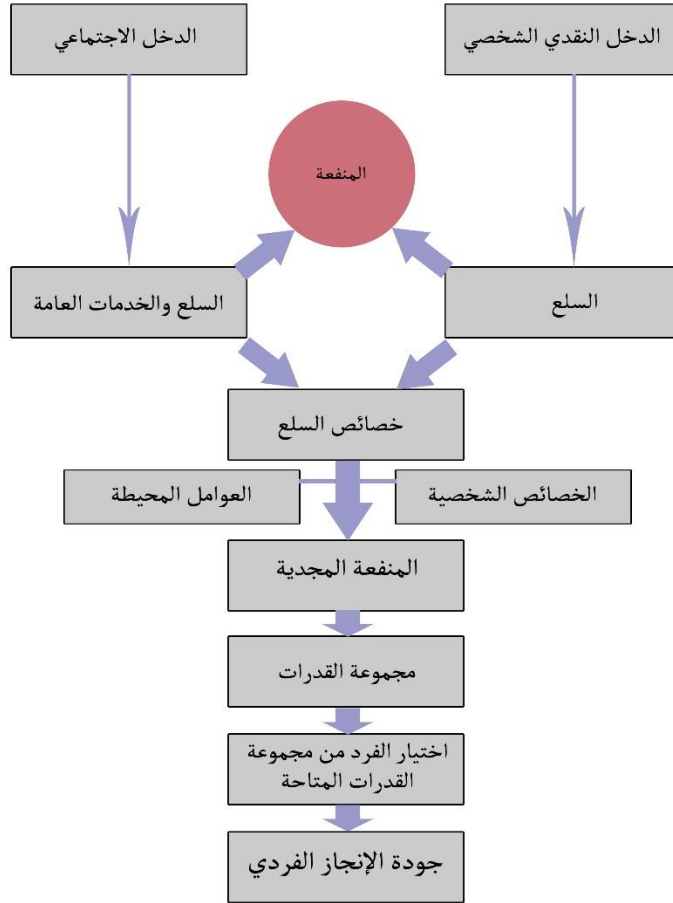 الدخل النقدي الشخصي
الدخل الاجتماعي
المنفعة
السلع
السلع والخدمات العامة
خصائص السلع
الخصائص الشخصية
العوامل المحيطة
المنفعة المجدية
مجموعة القدرات
اختيار الفرد من مجموعة
القدرات المتاحة
جودة الإنجاز الفردي